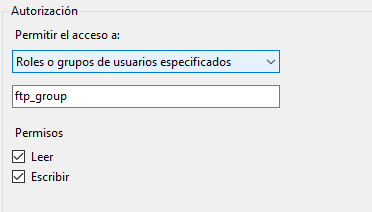 Autorización
Permitir el acceso a:
Roles o grupos de usuarios especificados
ftp_group
Permisos
Leer
Escribir